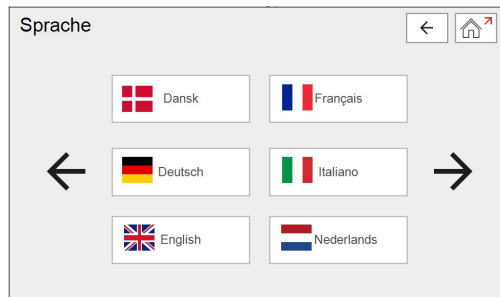 Sprache
Dansk
Français
Deutsch
Italiano
English
Nederlands